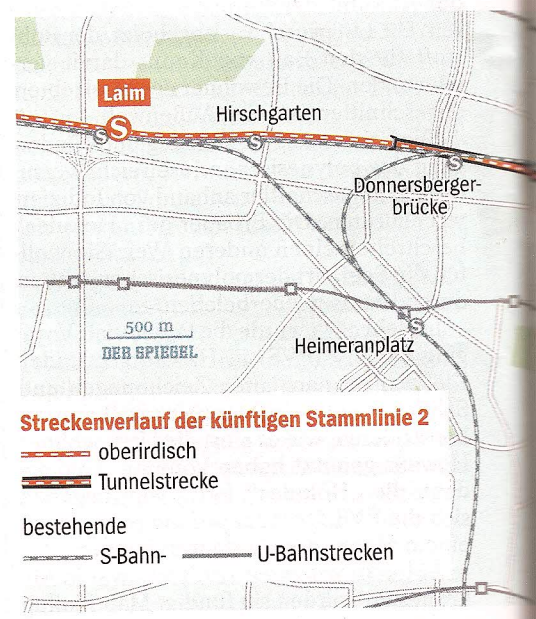 Laim
S
S
Hirschgarten
S
S
Donnersberger-
brücke
500 m
DER SPIEGEL
Heimeranplatz
S
Streckenverlauf der künftigen Stammlinie 2
oberirdisch
Tunnelstrecke
bestehende
S-Bahn- U-Bahnstrecken